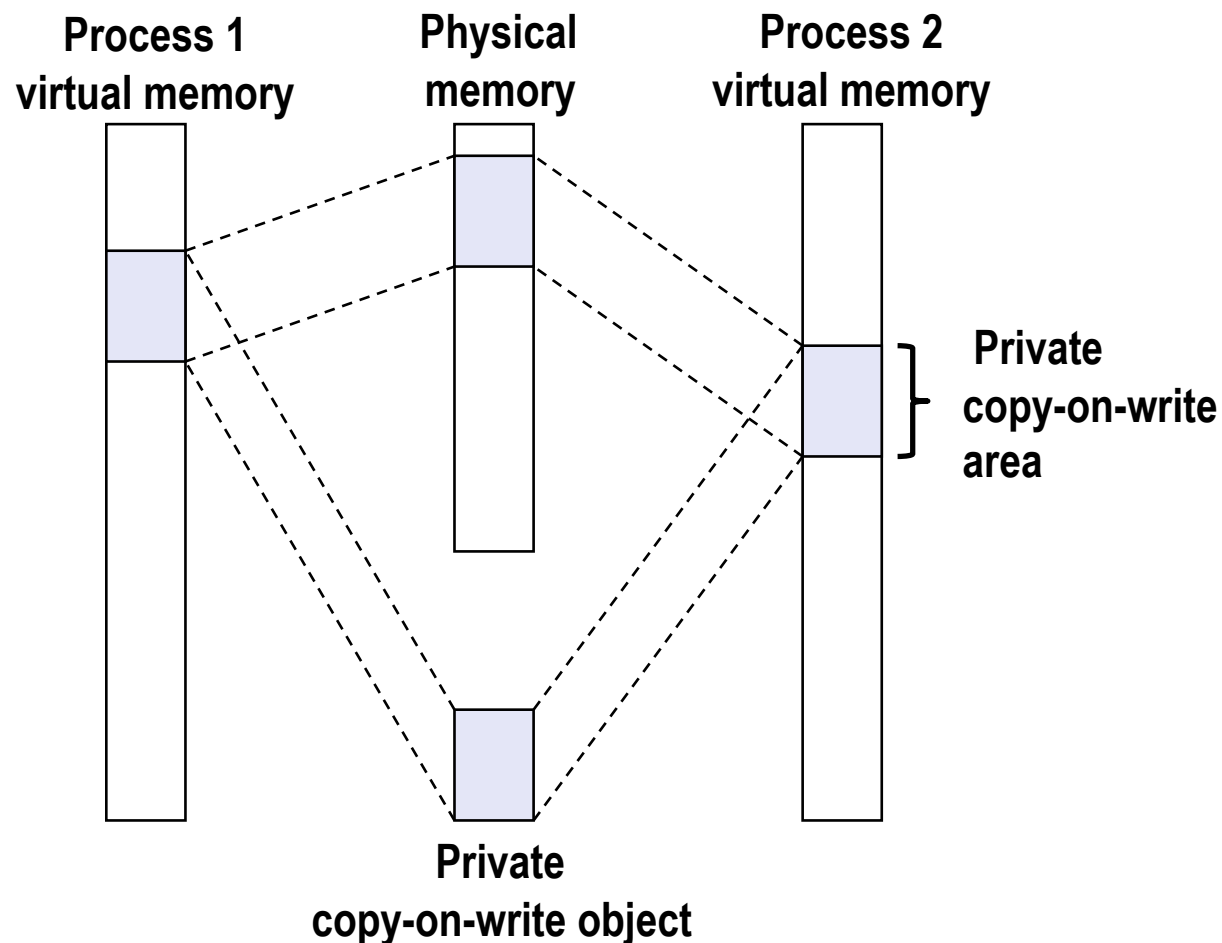 Process 1
virtual memory
Physical
memory
Process 2
virtual memory
Private
copy-on-write
area
Private
copy-on-write object